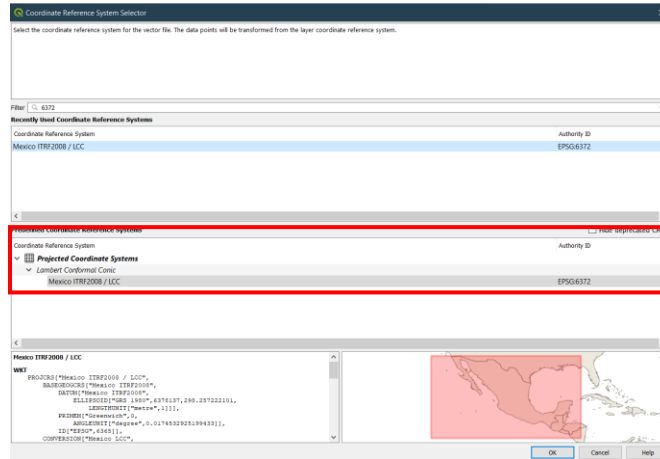 Coordinate Reference System Selector
Select the coordinate reference system for the vector file. The data points will be transformed from the layer coordinate reference system.
Filter 6372
Recently Used Coordinate Reference Systems
Coordinate Reference System Authority ID
Mexico ITRF2008 / LCC EPSG:6372
Predefined Coordinate Reference Systems Hide deprecated
Coordinate Reference System Authority ID
Projected Coordinate Systems
Lambert Conformal Conic
Mexico ITRF2008 / LCC EPSG:6372
Mexico ITRF2008 / LCC
WKT
PROJCRS["Mexico ITRF2008 / LCC",
BASEGEOGCRS["Mexico ITRF2008",
DATUM["Mexico ITRF2008",
ELLIPSOID["GRS 1980",6378137,298.257222101,
LENGTHUNIT["metre",1]]],
PRIMEM["Greenwich",0,
ANGLEUNIT["degree",0.0174532925199433]],
ID["EPSG",6365]],
CONVERSION["Mexico LCC",
OK Cancel Help